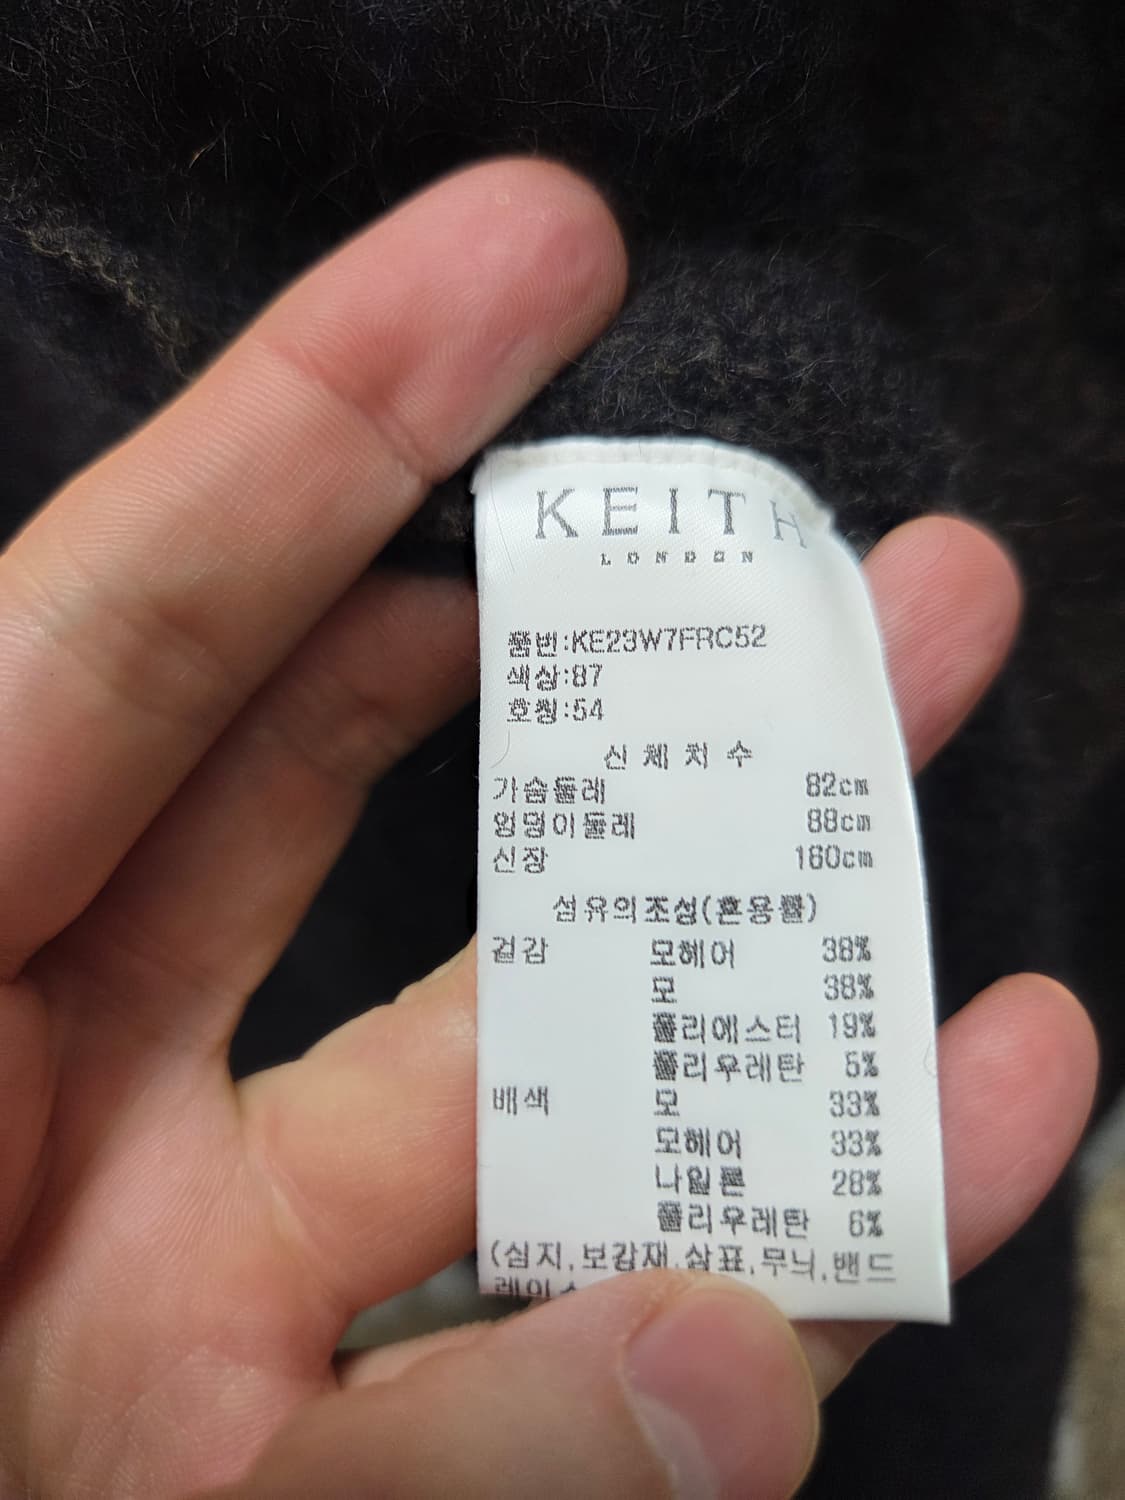 KEITH
LONDON
품번:KE23W7FRC52
색상:87
호칭:54
신체치수
가슴둘레 82cm
엉덩이둘레 88cm
신장 160cm
섬유의조성(혼용률)
겉감 모헤어 38%
모 38%
폴리에스터 19%
폴리우레탄 5%
배색 모 33%
모헤어 33%
나일론 28%
폴리우레탄 6%
(심지,보강재,상표,무늬,밴드